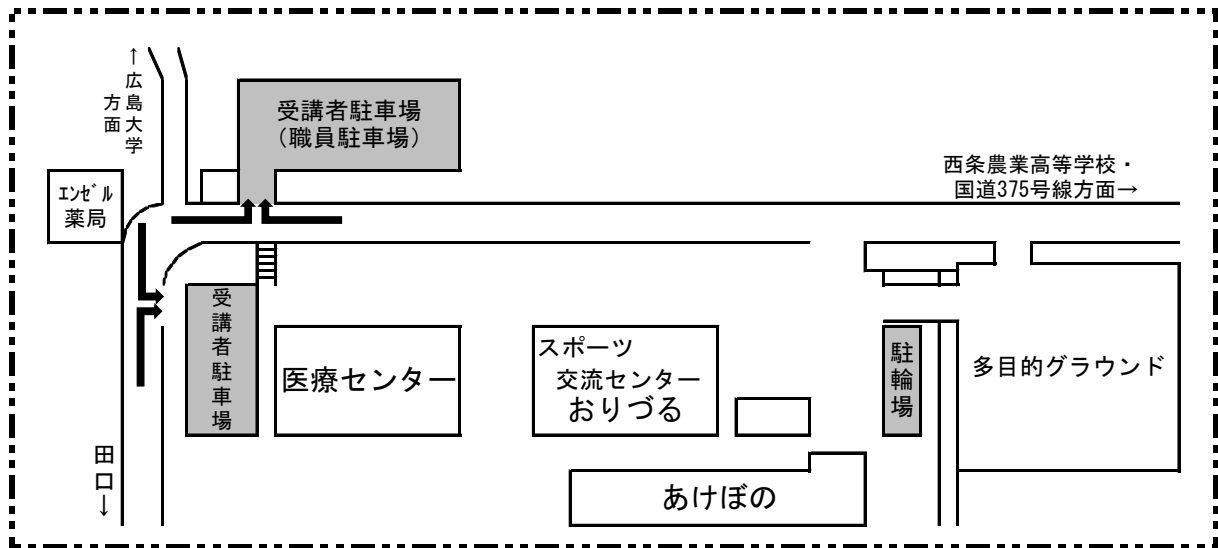 ↑広島大学
方面
受講者駐車場
(職員駐車場)
西条農業高等学校・
国道375号線方面→
ｴﾝｾﾞﾙ
薬局
受講者駐車場
医療センター
スポーツ
交流センター
おりづる
駐輪場
多目的グラウンド
田口↓
あけぼの